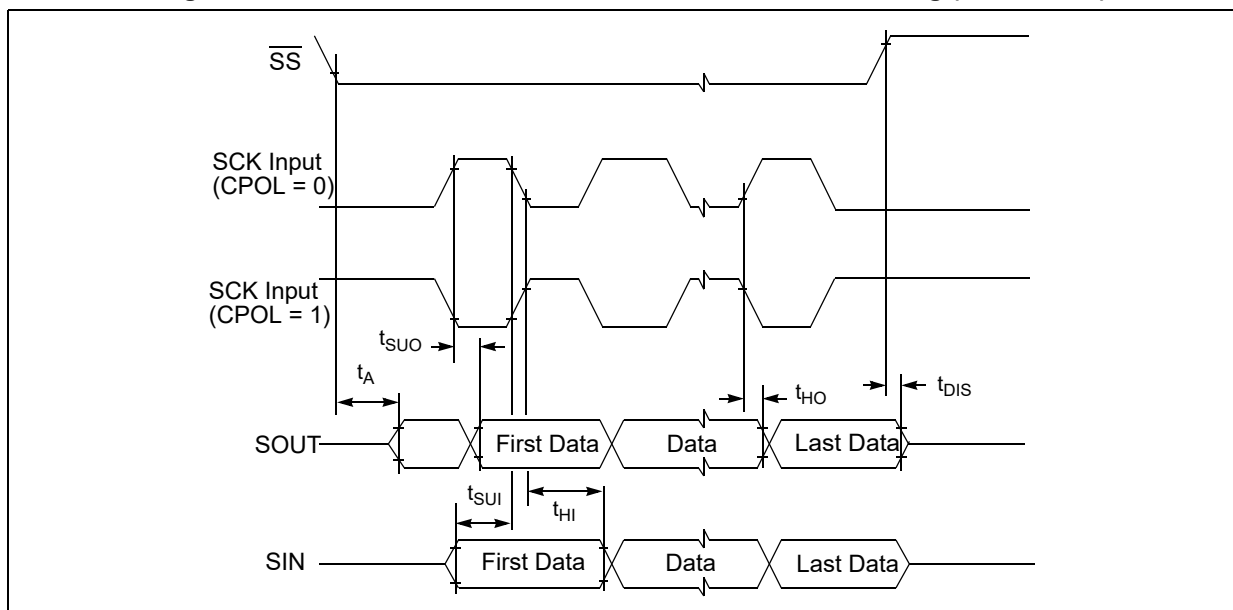 SS
SCK Input
(CPOL = 0)
SCK Input
(CPOL = 1)
tSUO
tA
tHO
tDIS
SOUT
First Data
Data
Last Data
tSUI
tHI
SIN
First Data
Data
Last Data